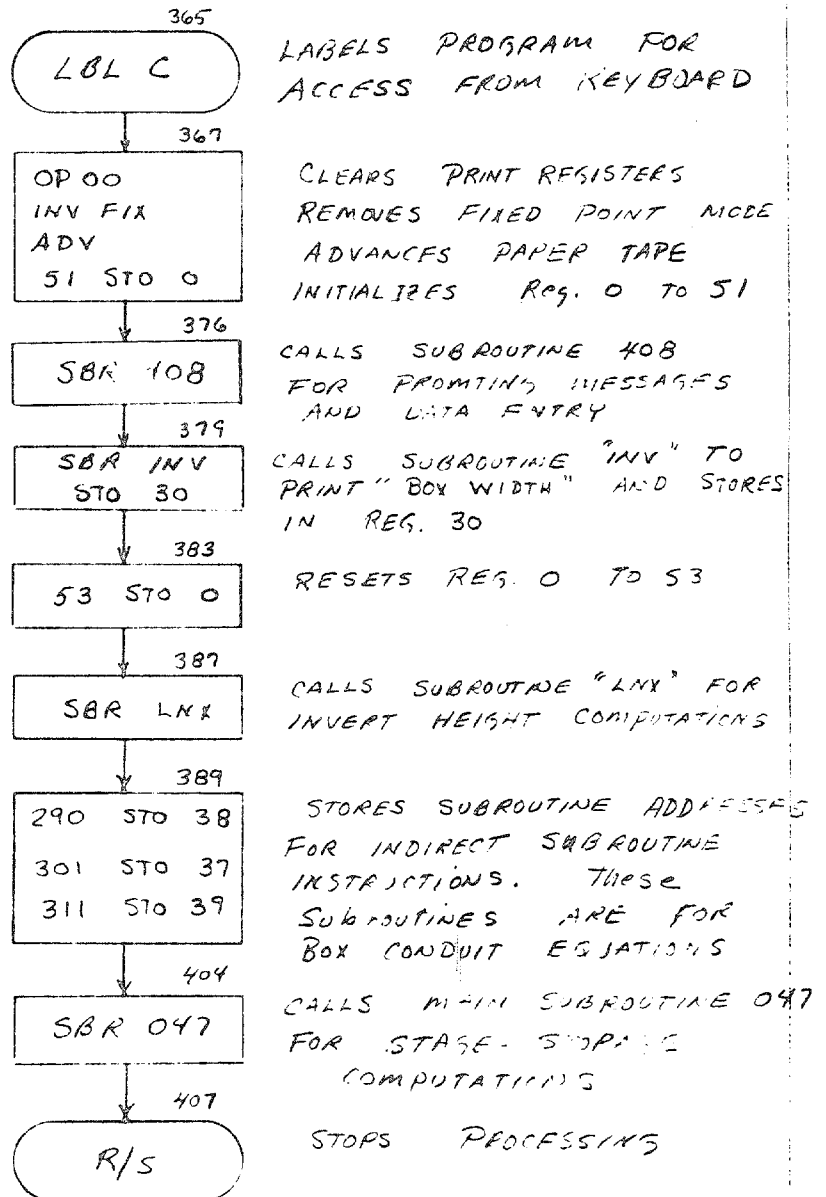 365
LBL C
LABELS PROGRAM FOR
ACCESS FROM KEYBOARD
367
OP 00
INV FIX
ADV
51 STO 0
CLEARS PRINT REGISTERS
REMOVES FIXED POINT MODE
ADVANCES PAPER TAPE
INITIALIZES Reg. 0 TO 51
376
SBR 408
CALLS SUBROUTINE 408
FOR PROMTING MESSAGES
AND DATA ENTRY
379
SBR INV
STO 30
CALLS SUBROUTINE "INV" TO
PRINT "BOX WIDTH" AND STORES
IN REG. 30
383
53 STO 0
RESETS REG. 0 TO 53
387
SBR LNX
CALLS SUBROUTINE "LNX" FOR
INVERT HEIGHT COMPUTATIONS
389
290 STO 38
301 STO 37
311 STO 39
STORES SUBROUTINE ADDRESSES
FOR INDIRECT SUBROUTINE
INSTRUCTIONS. These
Subroutines ARE FOR
BOX CONDUIT EQUATIONS
404
SBR 047
CALLS MAIN SUBROUTINE 047
FOR STAGE-STORAGE
COMPUTATIONS
407
R/S
STOPS PROCESSING